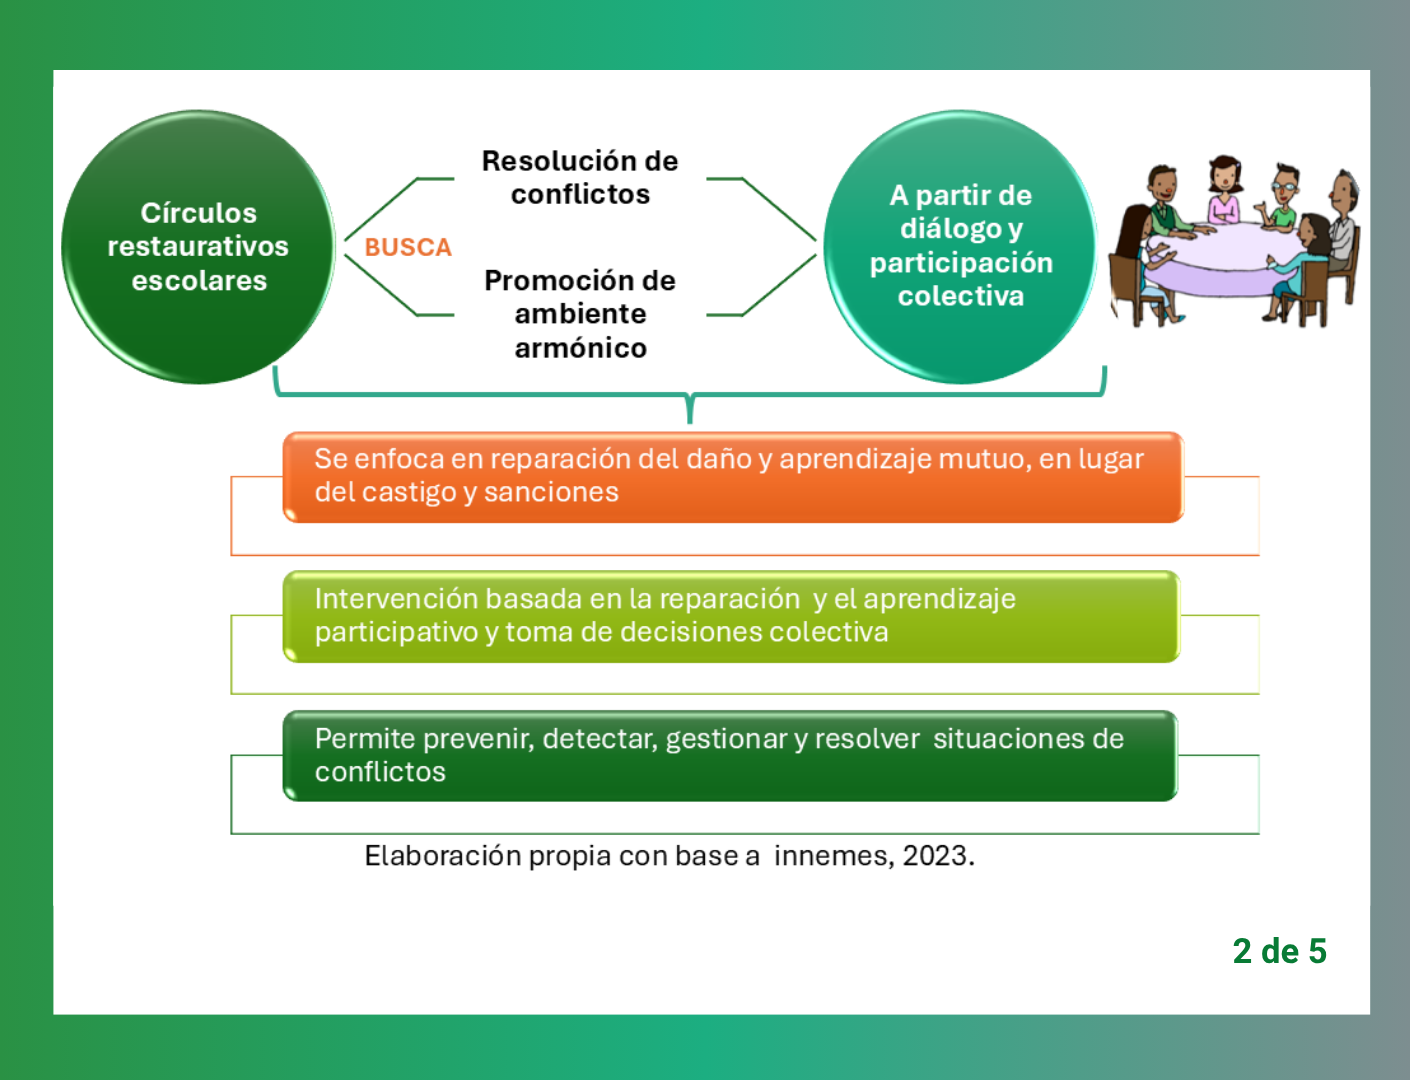 Círculos
restaurativos
escolares
BUSCA
Resolución de
conflictos
Promoción de
ambiente
armónico
A partir de
diálogo y
participación
colectiva
Se enfoca en reparación del daño y aprendizaje mutuo, en lugar
del castigo y sanciones
Intervención basada en la reparación  y el aprendizaje
participativo y toma de decisiones colectiva
Permite prevenir, detectar, gestionar y resolver  situaciones de
conflictos
Elaboración propia con base a  innemes, 2023.
2 de 5